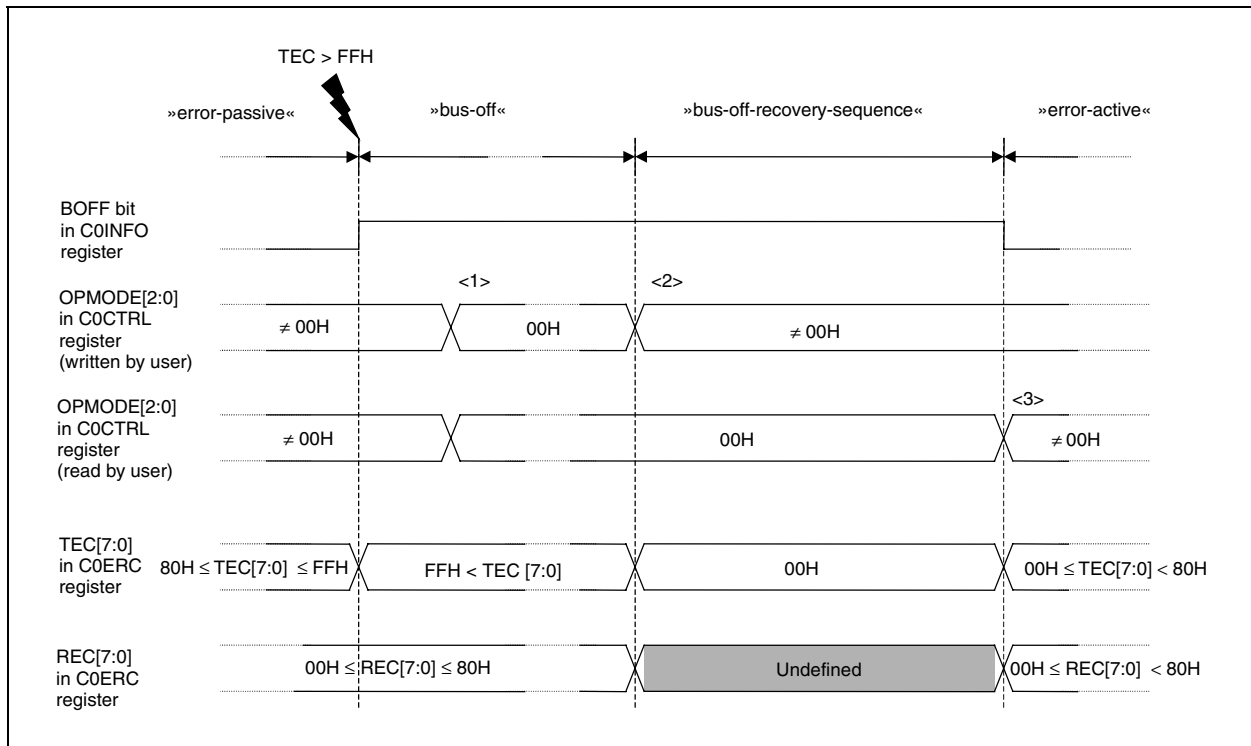 TEC > FFH
»error-passive«
»bus-off«
»bus-off-recovery-sequence«
»error-active«
BOFF bit
in C0INFO
register
<1>
<2>
OPMODE[2:0]
in C0CTRL
register
(written by user)
≠ 00H
00H
≠ 00H
<3>
OPMODE[2:0]
in C0CTRL
register
(read by user)
≠ 00H
00H
≠ 00H
TEC[7:0]
in C0ERC
register
80H ≤ TEC[7:0] ≤ FFH
FFH < TEC [7:0]
00H
00H ≤ TEC[7:0] < 80H
REC[7:0]
in C0ERC
register
00H ≤ REC[7:0] ≤ 80H
Undefined
00H ≤ REC[7:0] < 80H